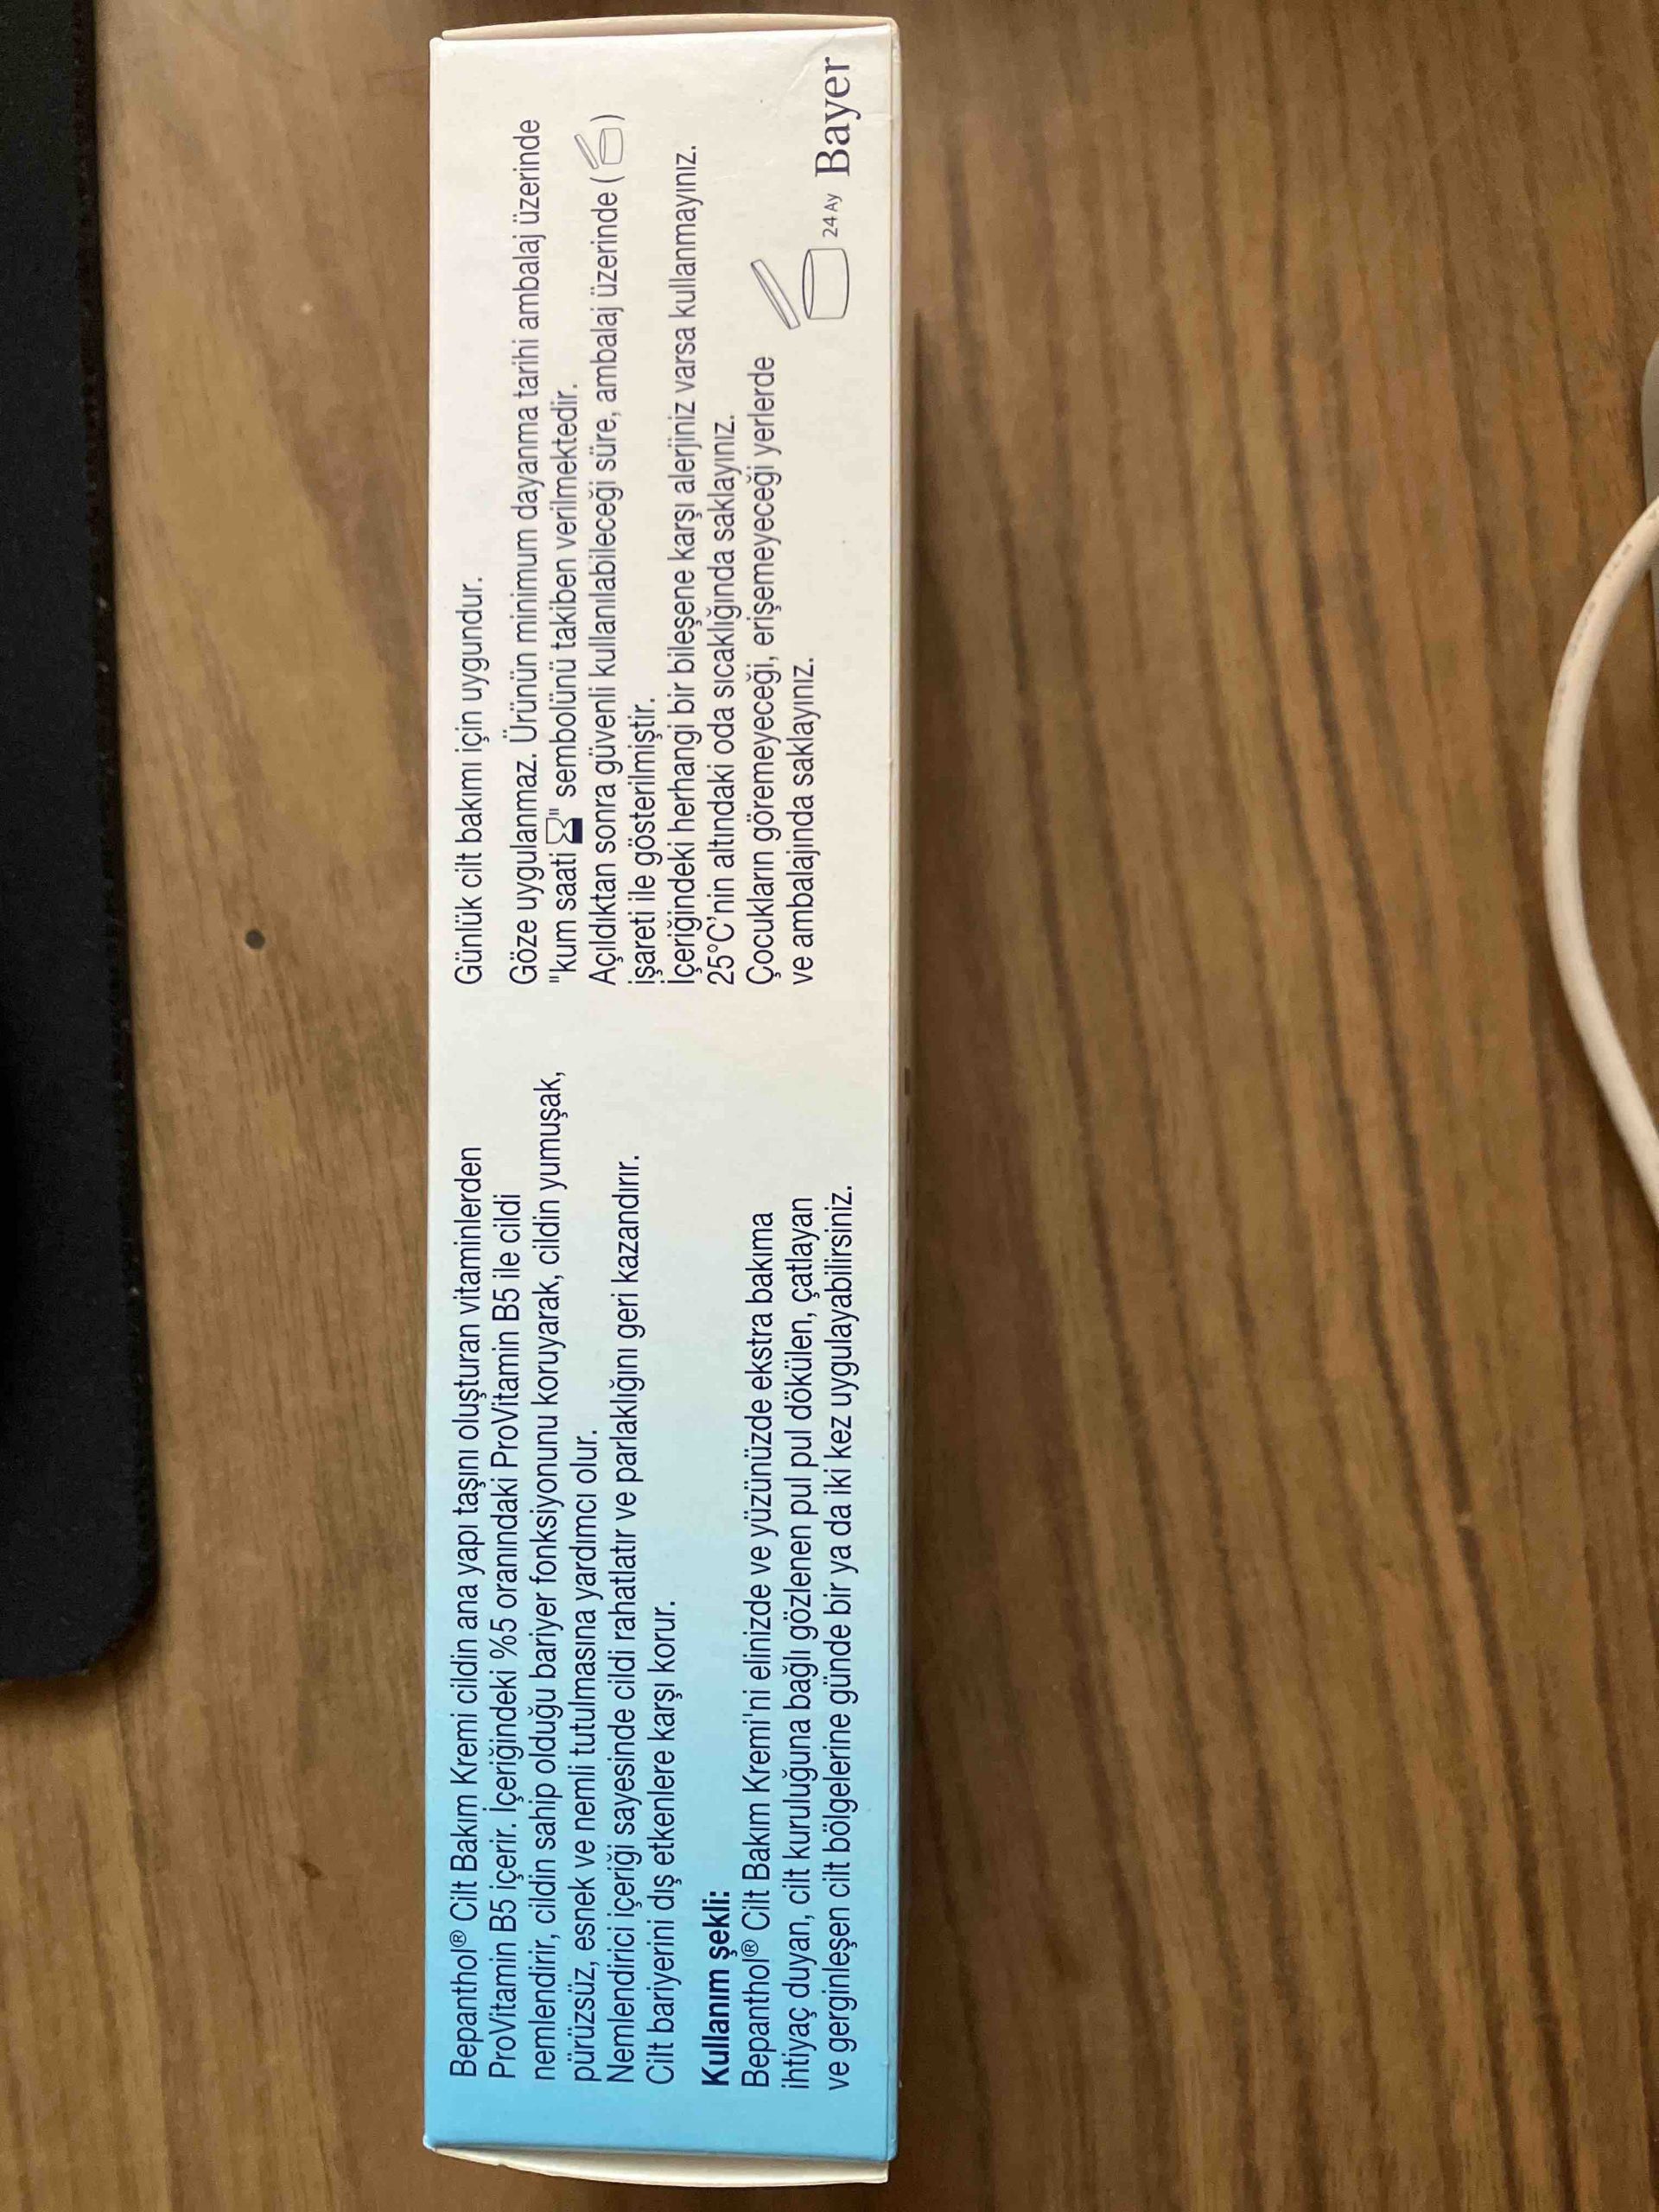 Bepanthol® Cilt Bakım Kremi cildin ana yapı taşını oluşturan vitaminlerden
ProVitamin B5 içerir. İçeriğindeki %5 oranındaki ProVitamin B5 ile cildi
nemlendirir, cildin sahip olduğu bariyer fonksiyonunu koruyarak, cildin yumuşak,
pürüzsüz, esnek ve nemli tutulmasına yardımcı olur.
Nemlendirici içeriği sayesinde cildi rahatlatır ve parlaklığını geri kazandırır.
Cilt bariyerini dış etkenlere karşı korur.
Kullanım şekli:
Bepanthol® Cilt Bakım Kremi'ni elinizde ve yüzünüzde ekstra bakıma
ihtiyaç duyan, cilt kuruluğuna bağlı gözlenen pul pul dökülen, çatlayan
ve gerginleşen cilt bölgelerine günde bir ya da iki kez uygulayabilirsiniz.
Günlük cilt bakımı için uygundur.
Göze uygulanmaz. Ürünün minimum dayanma tarihi ambalaj üzerinde
"kum saati " sembolünü takiben verilmektedir.
Açıldıktan sonra güvenli kullanılabileceği süre, ambalaj üzerinde ( )
işareti ile gösterilmiştir.
İçeriğindeki herhangi bir bileşene karşı alerjiniz varsa kullanmayınız.
25°C'nin altındaki oda sıcaklığında saklayınız.
Çocukların göremeyeceği, erişemeyeceği yerlerde
ve ambalajında saklayınız.
24 Ay
Bayer